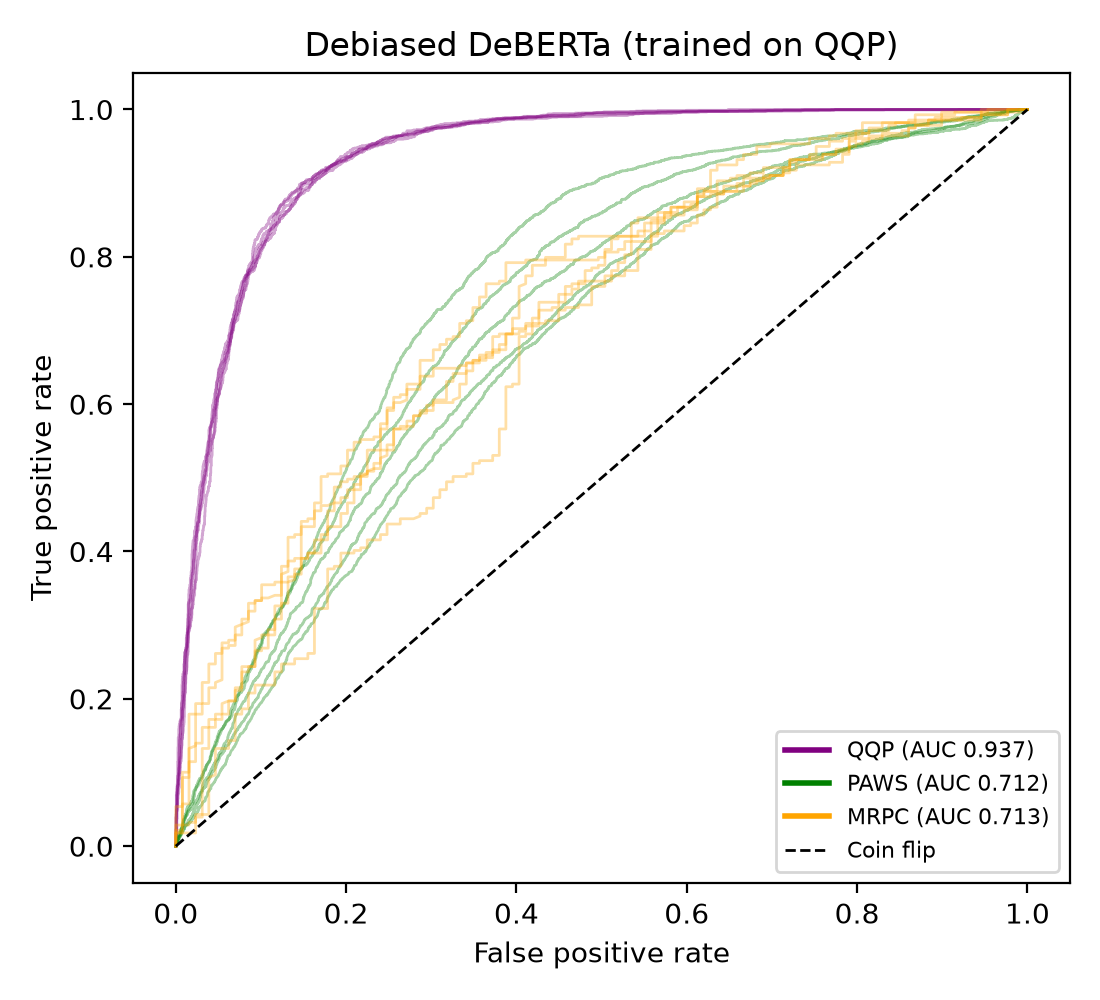 Debiased DeBERTa (trained on QQP)
True positive rate
1.0
0.8
0.6
0.4
0.2
0.0
QQP (AUC 0.937)
PAWS (AUC 0.712)
MRPC (AUC 0.713)
Coin flip
0.0 0.2 0.4 0.6 0.8 1.0
False positive rate